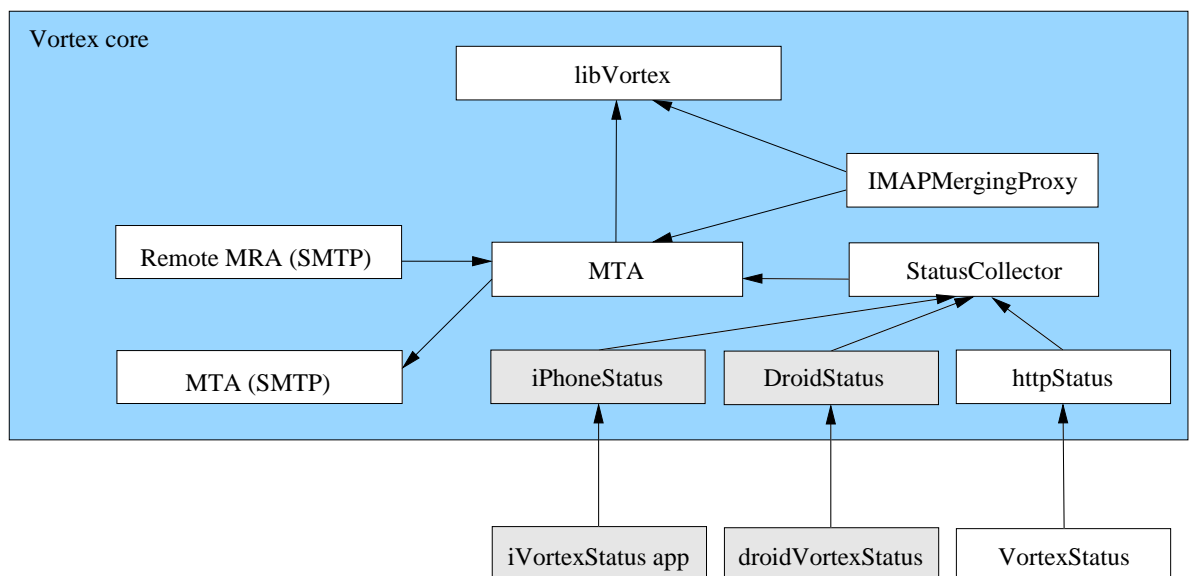 Vortex core
libVortex
IMAPMergingProxy
Remote MRA (SMTP)
MTA
StatusCollector
MTA (SMTP)
iPhoneStatus
DroidStatus
httpStatus
iVortexStatus app
droidVortexStatus
VortexStatus